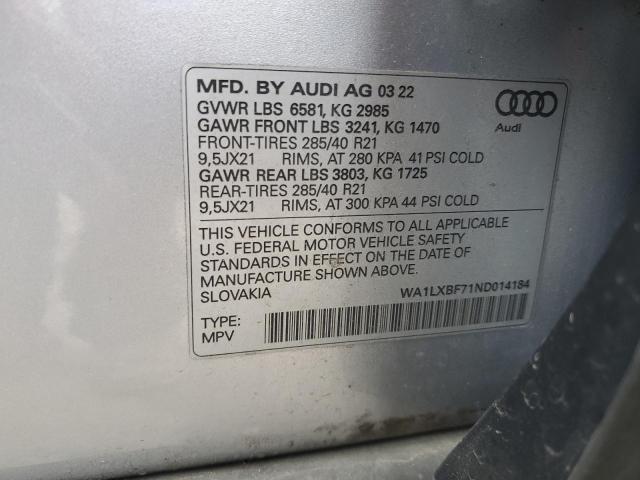 MFD. BY AUDI AG 03 22
GVWR LBS 6581, KG 2985
GAWR FRONT LBS 3241, KG 1470
FRONT-TIRES 285/40 R21
9,5JX21 RIMS, AT 280 KPA 41 PSI COLD
GAWR REAR LBS 3803, KG 1725
REAR-TIRES 285/40 R21
9,5JX21 RIMS, AT 300 KPA 44 PSI COLD
Audi
THIS VEHICLE CONFORMS TO ALL APPLICABLE
U.S. FEDERAL MOTOR VEHICLE SAFETY
STANDARDS IN EFFECT ON THE DATE OF
MANUFACTURE SHOWN ABOVE.
SLOVAKIA
WA1LXBF71ND014184
TYPE:
MPV